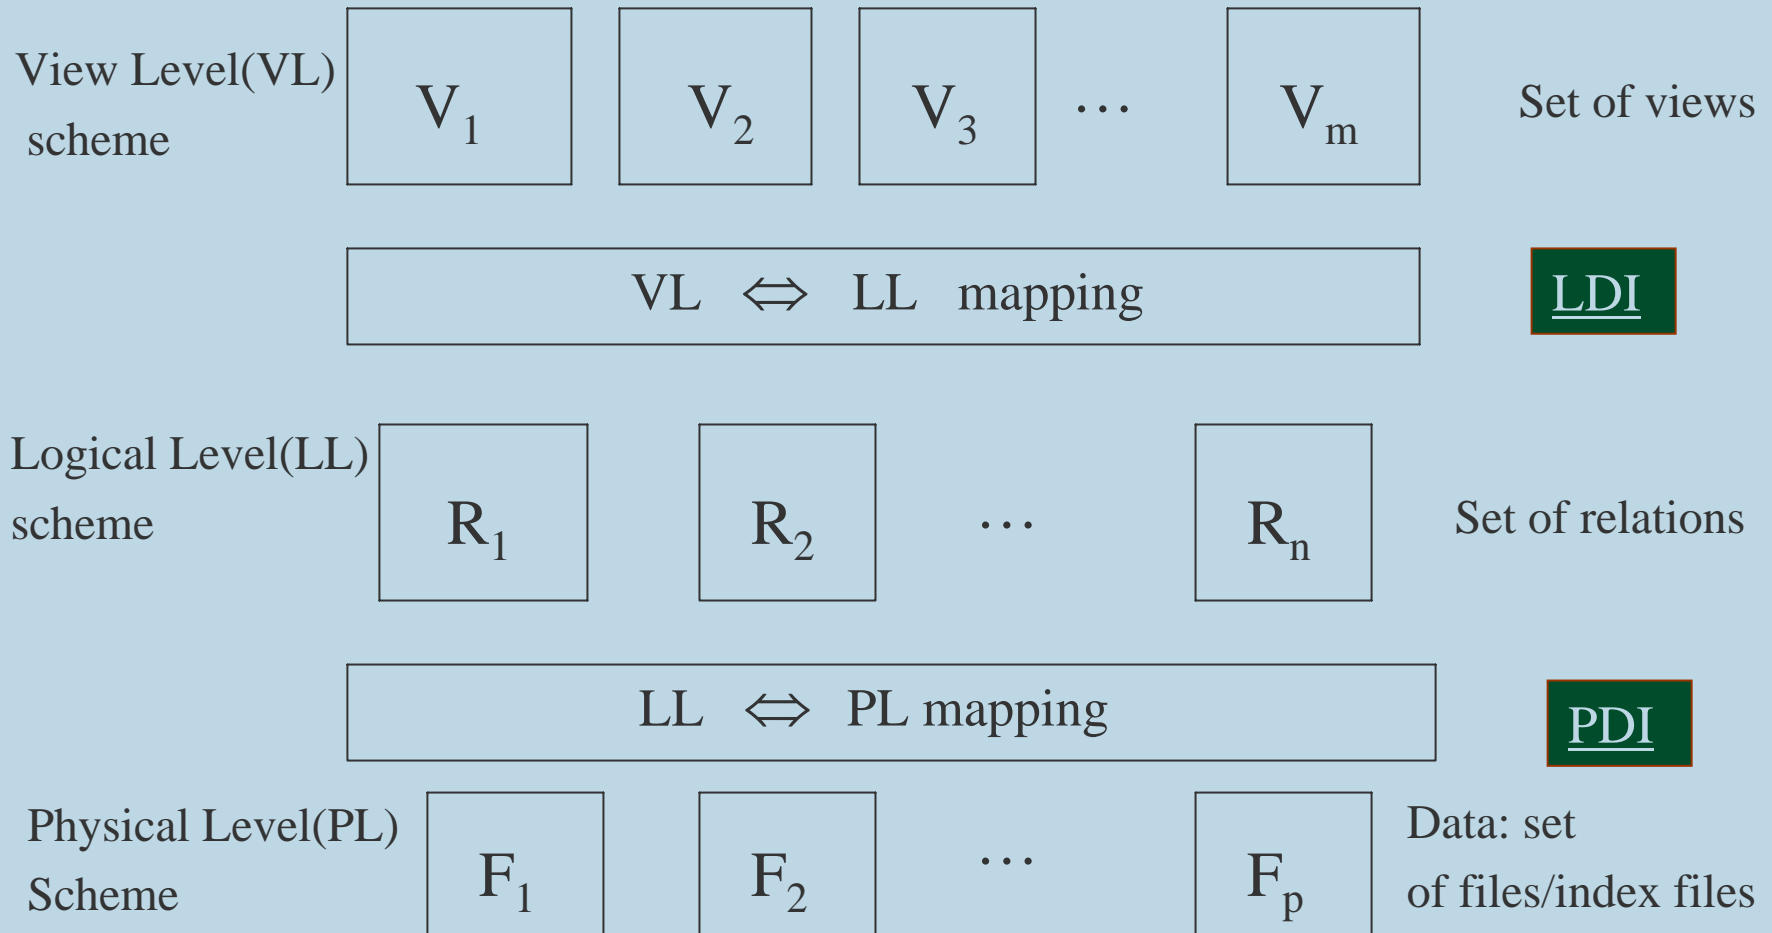 View Level(VL)
scheme
V₁ V₂ V₃ ⋯ Vₘ
Set of views
VL ⇔ LL mapping
LDI
Logical Level(LL)
scheme
R₁ R₂ ⋯ Rₙ
Set of relations
LL ⇔ PL mapping
PDI
Physical Level(PL)
Scheme
F₁ F₂ ⋯ Fₚ
Data: set
of files/index files